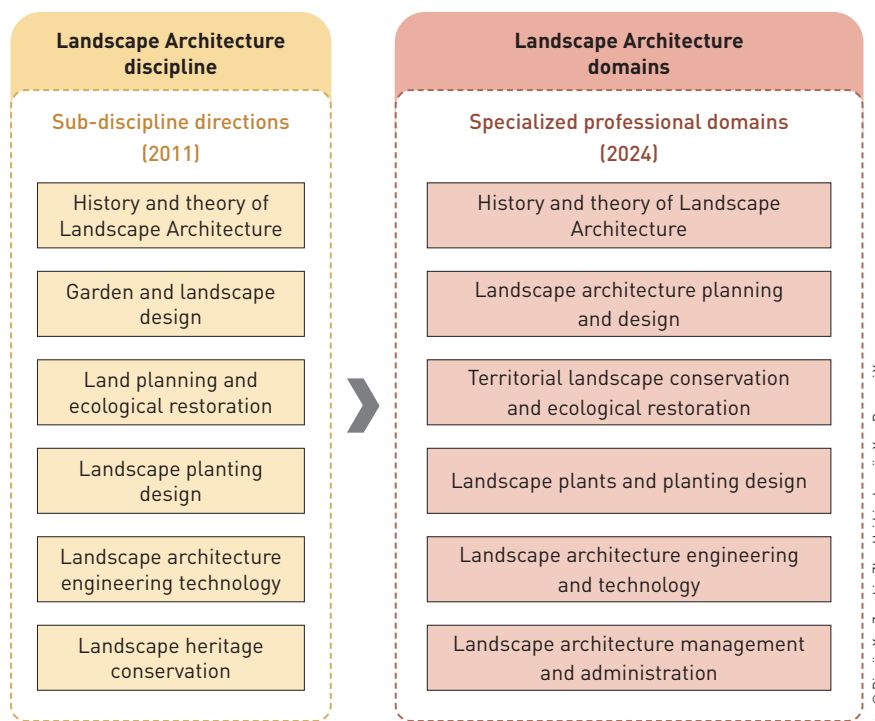 Landscape Architecture
discipline
Sub-discipline directions
(2011)
History and theory of
Landscape Architecture
Garden and landscape
design
Land planning and
ecological restoration
Landscape planting
design
Landscape architecture
engineering technology
Landscape heritage
conservation
Landscape Architecture
domains
Specialized professional domains
(2024)
History and theory of Landscape
Architecture
Landscape architecture planning
and design
Territorial landscape conservation
and ecological restoration
Landscape plants and planting design
Landscape architecture engineering
and technology
Landscape architecture management
and administration